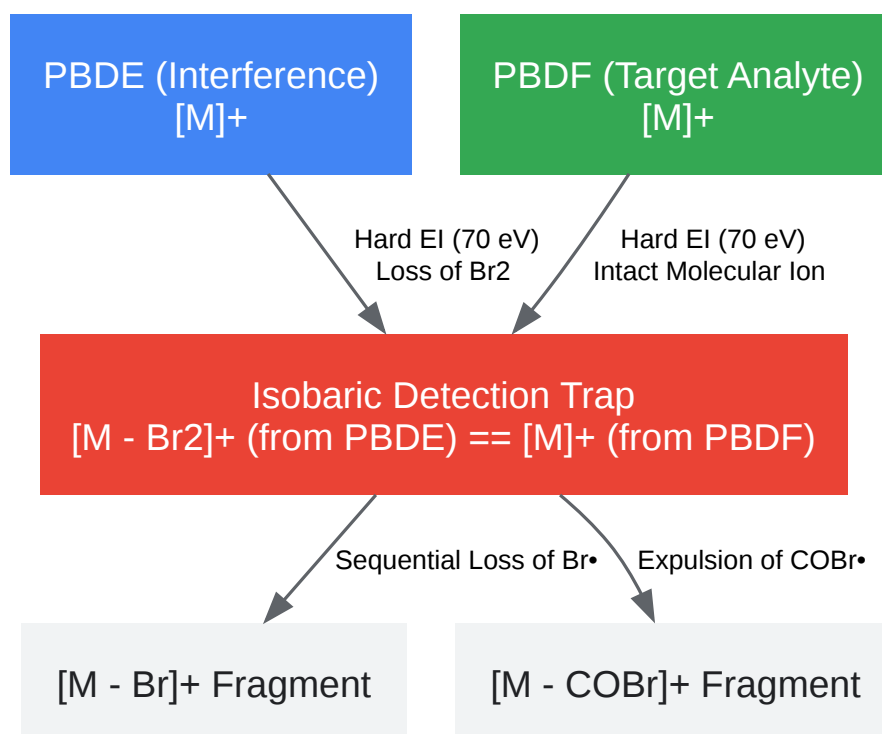 PBDE (Interference)
[M]+
PBDF (Target Analyte)
[M]+
Hard EI (70 eV)
Loss of Br2
Hard EI (70 eV)
Intact Molecular Ion
Isobaric Detection Trap
[M - Br2]+ (from PBDE) == [M]+ (from PBDF)
Sequential Loss of Br•
Expulsion of COBr•
[M - Br]+ Fragment
[M - COBr]+ Fragment